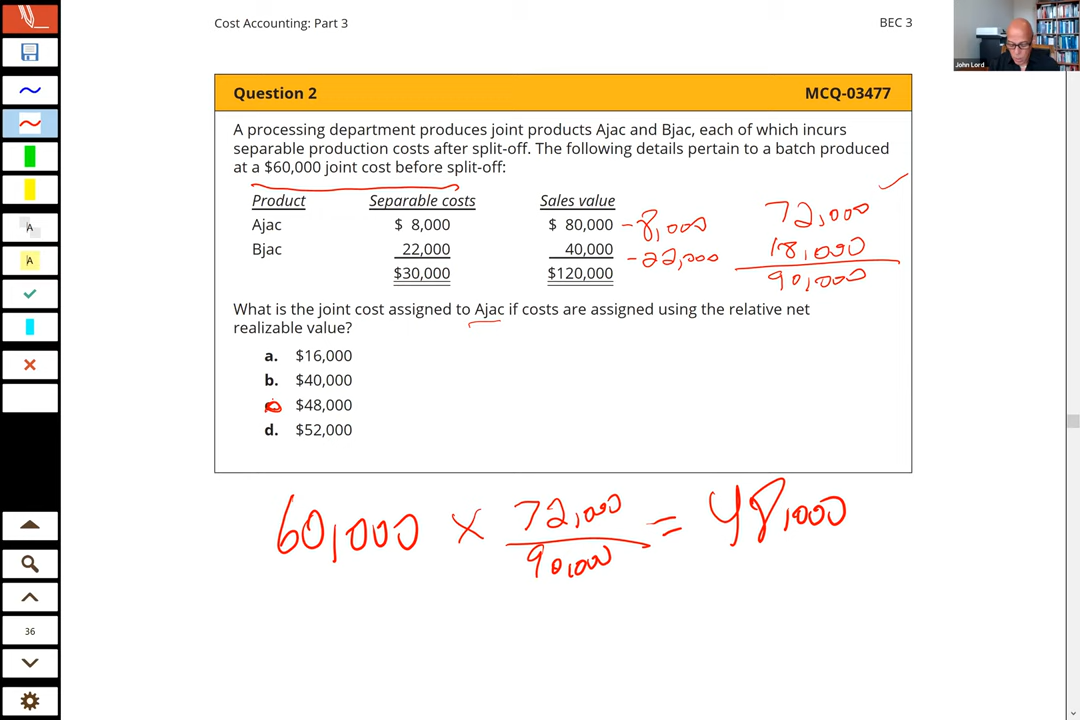 Cost Accounting: Part 3 BEC 3
John Lord
Question 2 MCQ-03477
A processing department produces joint products Ajac and Bjac, each of which incurs
separable production costs after split-off. The following details pertain to a batch produced
at a $60,000 joint cost before split-off:
Product Separable costs Sales value
Ajac $ 8,000 $ 80,000 -8,000 72,000
Bjac 22,000 40,000 -22,000 18,000
$30,000 $120,000 90,000
What is the joint cost assigned to Ajac if costs are assigned using the relative net
realizable value?
a. $16,000
b. $40,000
$48,000
d. $52,000
60,000 × 72,000 = 48,000
90,000
A
A
36